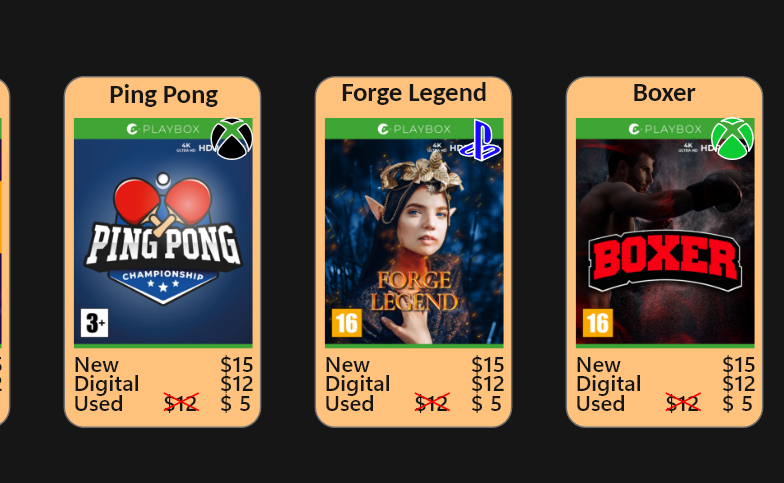 Ping Pong
PLAYBOX
4K HDR
ULTRA HD
PING PONG
CHAMPIONSHIP
3+
New $15
Digital $12
Used $12 $ 5
Forge Legend
PLAYBOX
4K
ULTRA HD
FORGE
LEGEND
16
New $15
Digital $12
Used $12 $ 5
Boxer
PLAYBOX
4K
ULTRA HD
BOXER
16
New $15
Digital $12
Used $12 $ 5